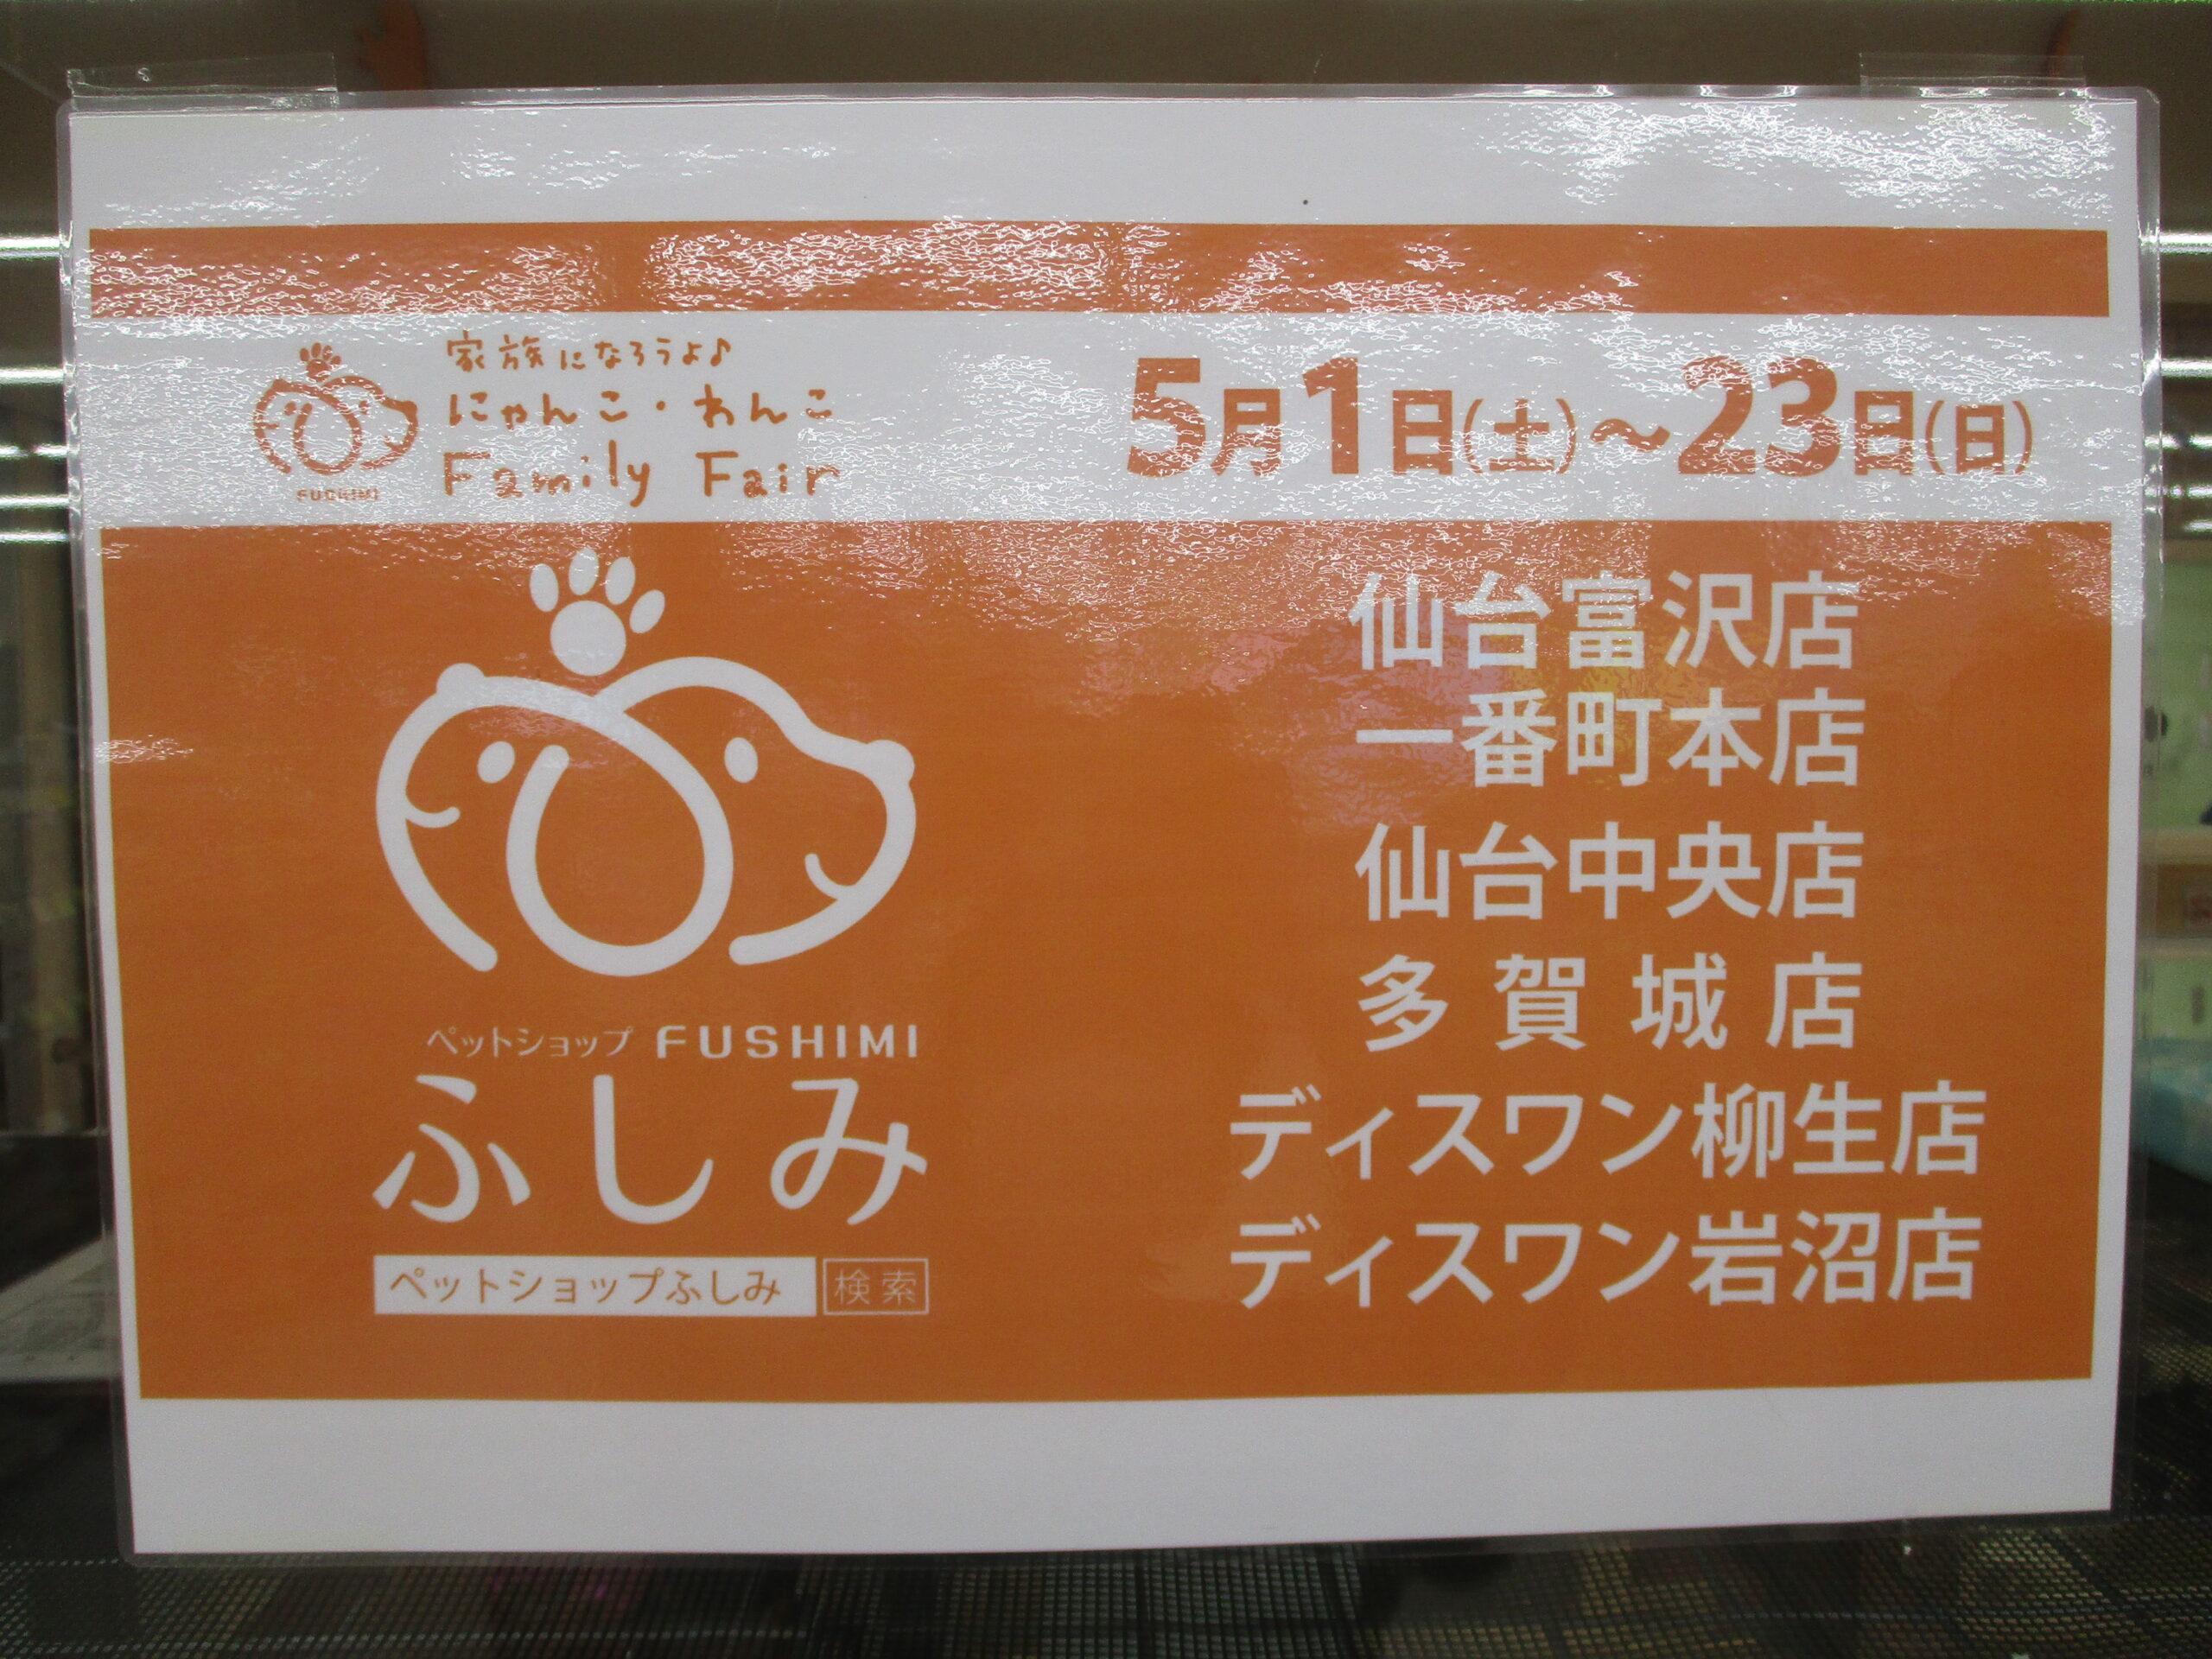 家族になろうよ♪
にゃんこ・わんこ
Family Fair
FUSHIMI
5月1日(土)～23日(日)
ペットショップ FUSHIMI
ふしみ
ペットショップふしみ 検索
仙台富沢店
一番町本店
仙台中央店
多賀城店
ディスワン柳生店
ディスワン岩沼店